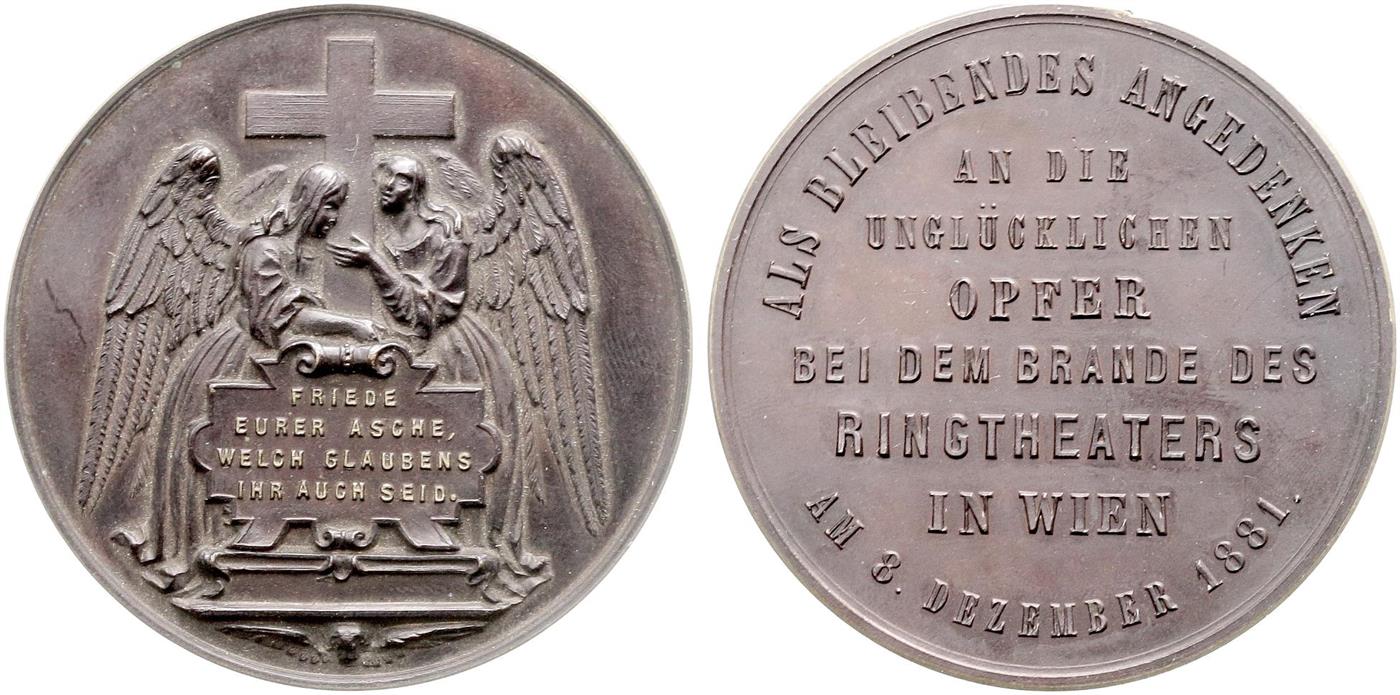 FRIEDE
EURER ASCHE,
WELCH GLAUBENS
IHR AUCH SEID.
ALS BLEIBENDES ANGEDENKEN
AN DIE
UNGLÜCKLICHEN
OPFER
BEI DEM BRANDE DES
RINGTHEATERS
IN WIEN
AM 8. DEZEMBER 1881.